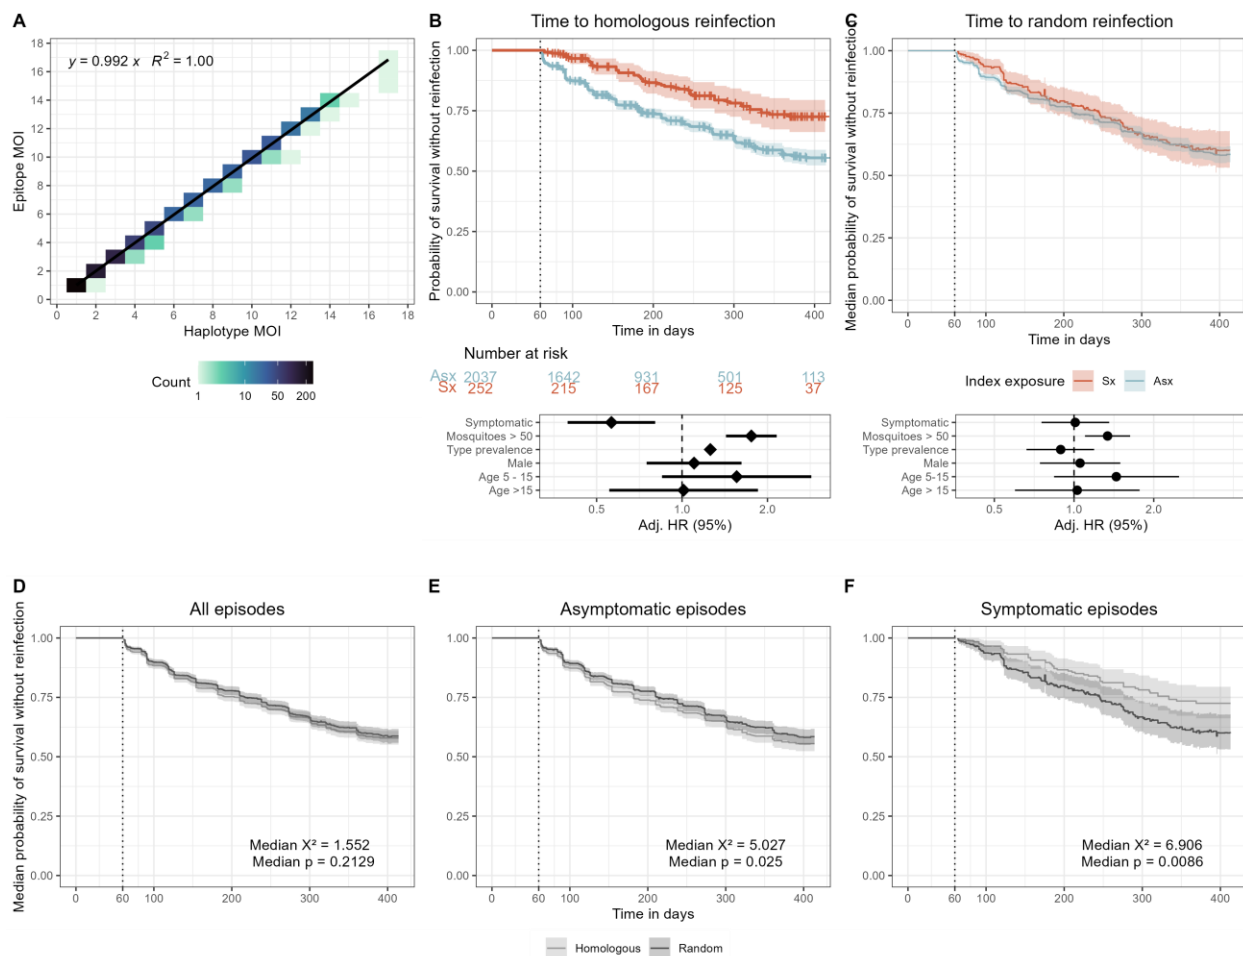 A
y = 0.992 x R² = 1.00
Epitope MOI
18
16
14
12
10
8
6
4
2
0
0 2 4 6 8 10 12 14 16 18
Haplotype MOI
Count
1 10 50 200
B
Time to homologous reinfection
Probability of survival without reinfection
1.00
0.75
0.50
0.25
0.00
0 60 100 200 300 400
Time in days
Number at risk
Asx 2037 1642 931 501 113
Sx 252 215 167 125 37
Symptomatic
Mosquitoes > 50
Type prevalence
Male
Age 5 - 15
Age >15
0.5 1.0 2.0
Adj. HR (95%)
C
Time to random reinfection
Median probability of survival without reinfection
1.00
0.75
0.50
0.25
0.00
0 60 100 200 300 400
Time in days
Index exposure Sx Asx
Symptomatic
Mosquitoes > 50
Type prevalence
Male
Age 5-15
Age > 15
0.5 1.0 2.0
Adj. HR (95%)
D
All episodes
Median probability of survival without reinfection
1.00
0.75
0.50
0.25
0.00
Median X² = 1.552
Median p = 0.2129
0 60 100 200 300 400
E
Asymptomatic episodes
1.00
0.75
0.50
0.25
0.00
Median X² = 5.027
Median p = 0.025
0 60 100 200 300 400
Time in days
F
Symptomatic episodes
1.00
0.75
0.50
0.25
0.00
Median X² = 6.906
Median p = 0.0086
0 60 100 200 300 400
Homologous Random